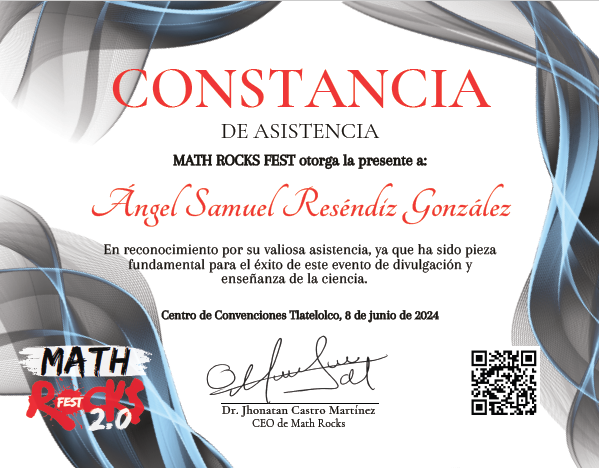 CONSTANCIA
DE ASISTENCIA
MATH ROCKS FEST otorga la presente a:
Ángel Samuel Reséndíz González
En reconocimiento por su valiosa asistencia, ya que ha sido pieza
fundamental para el éxito de este evento de divulgación y
enseñanza de la ciencia.
Centro de Convenciones Tlatelolco, 8 de junio de 2024
MATH
ROCKS
FEST
2.0
Dr. Jhonatan Castro Martínez
CEO de Math Rocks